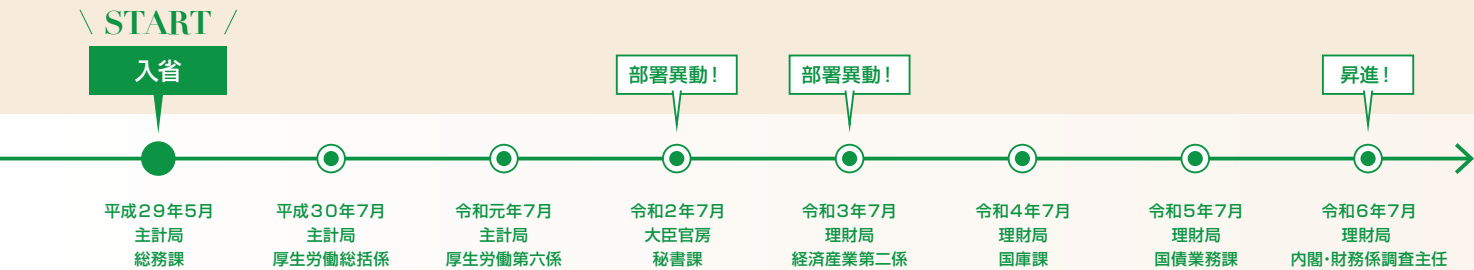 START
入省
部署異動！
部署異動！
昇進！
平成29年5月
主計局
総務課
平成30年7月
主計局
厚生労働総括係
令和元年7月
主計局
厚生労働第六係
令和2年7月
大臣官房
秘書課
令和3年7月
理財局
経済産業第二係
令和4年7月
理財局
国庫課
令和5年7月
理財局
国債業務課
令和6年7月
理財局
内閣・財務係調査主任